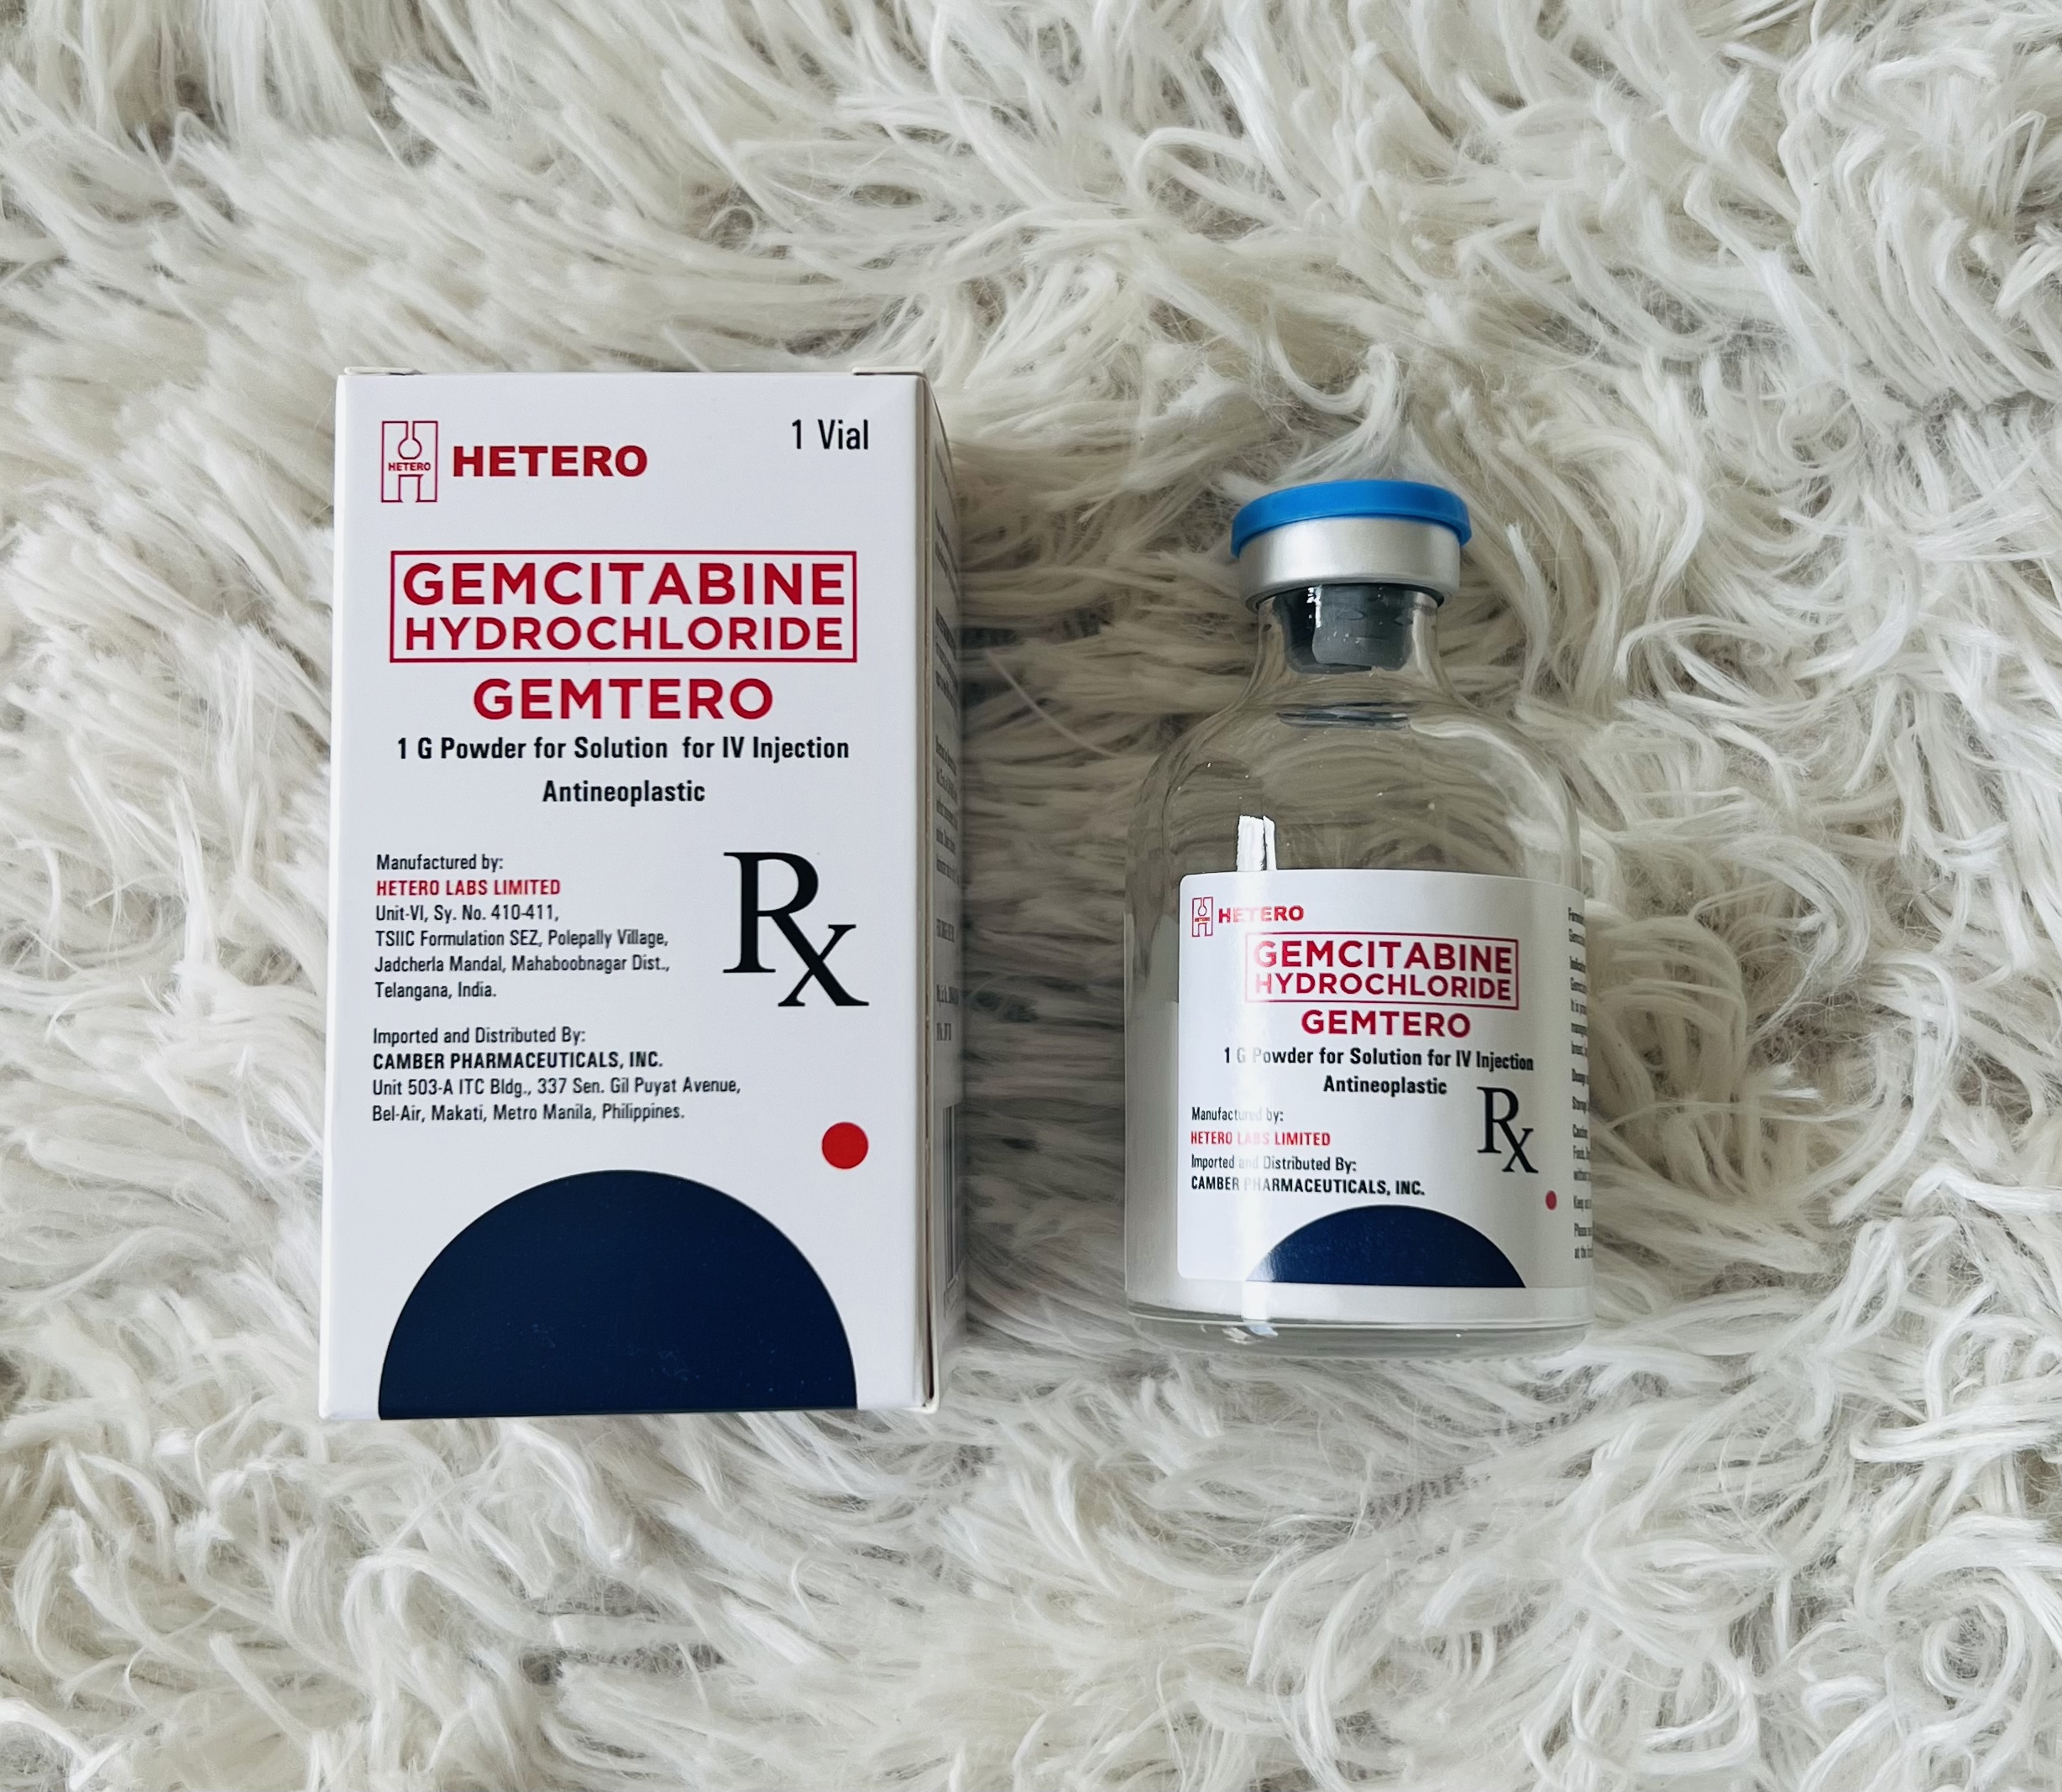 HETERO
HETERO
1 Vial
GEMCITABINE
HYDROCHLORIDE
GEMTERO
1 G Powder for Solution for IV Injection
Antineoplastic
Manufactured by:
HETERO LABS LIMITED
Unit-VI, Sy. No. 410-411,
TSIIC Formulation SEZ, Polepally Village,
Jadcherla Mandal, Mahaboobnagar Dist.,
Telangana, India.
Rx
Imported and Distributed By:
CAMBER PHARMACEUTICALS, INC.
Unit 503-A ITC Bldg., 337 Sen. Gil Puyat Avenue,
Bel-Air, Makati, Metro Manila, Philippines.
HETERO
HETERO
GEMCITABINE
HYDROCHLORIDE
GEMTERO
1 G Powder for Solution for IV Injection
Antineoplastic
Manufactured by:
HETERO LABS LIMITED
Imported and Distributed By:
CAMBER PHARMACEUTICALS, INC.
Rx